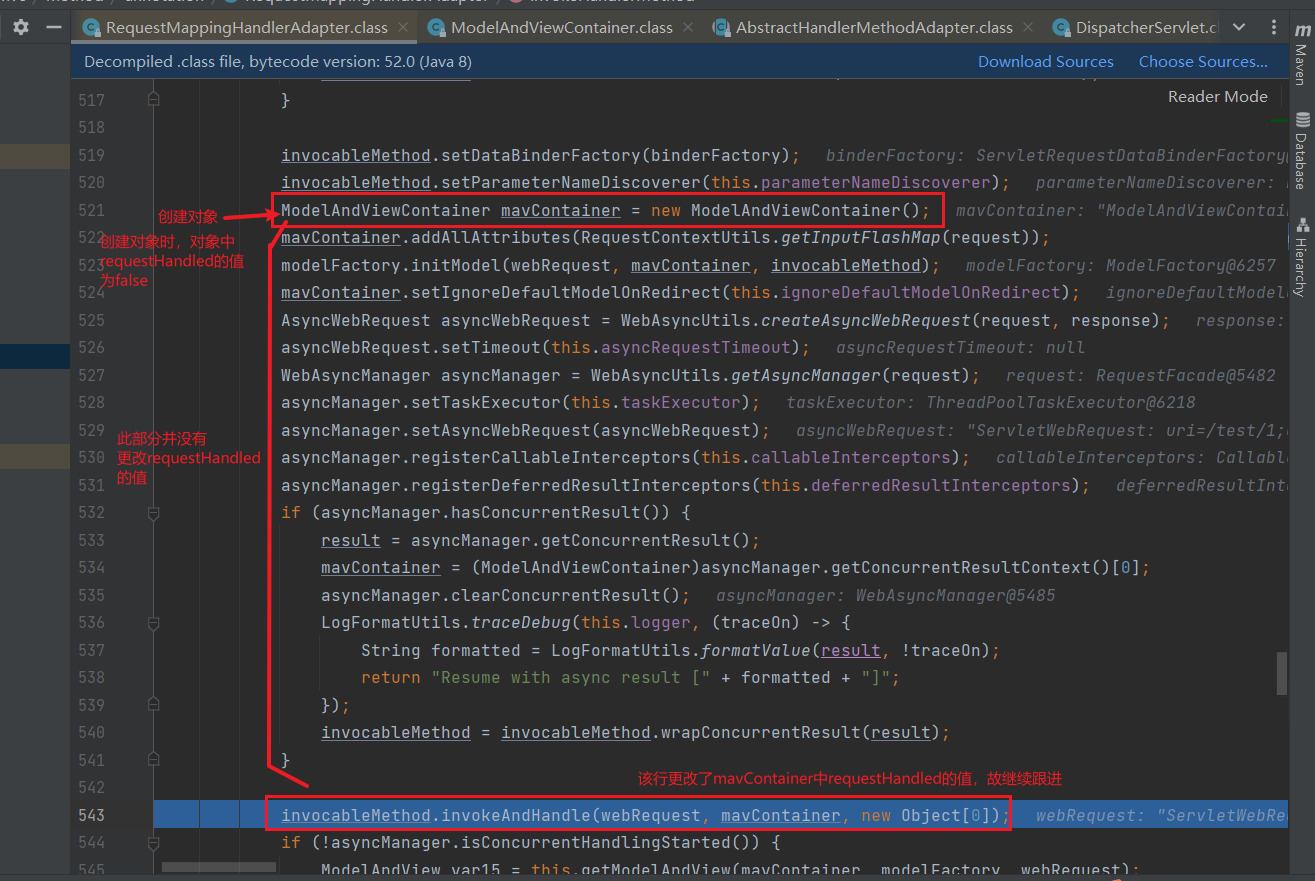 RequestMappingHandlerAdapter.class × ModelAndViewContainer.class × AbstractHandlerMethodAdapter.class × DispatcherServlet.c
Decompiled .class file, bytecode version: 52.0 (Java 8) Download Sources Choose Sources...
Reader Mode
Maven
Database
Hierarchy
517 }
518
519 invocableMethod.setDataBinderFactory(binderFactory); binderFactory: ServletRequestDataBinderFactory
520 invocableMethod.setParameterNameDiscoverer(this.parameterNameDiscoverer); parameterNameDiscoverer:
创建对象
521 ModelAndViewContainer mavContainer = new ModelAndViewContainer(); mavContainer: "ModelAndViewContai
创建对象时，对象中
requestHandled的值
为false
522 mavContainer.addAllAttributes(RequestContextUtils.getInputFlashMap(request));
523 modelFactory.initModel(webRequest, mavContainer, invocableMethod); modelFactory: ModelFactory@6257
524 mavContainer.setIgnoreDefaultModelOnRedirect(this.ignoreDefaultModelOnRedirect); ignoreDefaultModel
525 AsyncWebRequest asyncWebRequest = WebAsyncUtils.createAsyncWebRequest(request, response); response:
526 asyncWebRequest.setTimeout(this.asyncRequestTimeout); asyncRequestTimeout: null
527 WebAsyncManager asyncManager = WebAsyncUtils.getAsyncManager(request); request: RequestFacade@5482
528 asyncManager.setTaskExecutor(this.taskExecutor); taskExecutor: ThreadPoolTaskExecutor@6218
此部分并没有
更改requestHandled
的值
529 asyncManager.setAsyncWebRequest(asyncWebRequest); asyncWebRequest: "ServletWebRequest: uri=/test/1;
530 asyncManager.registerCallableInterceptors(this.callableInterceptors); callableInterceptors: Callabl
531 asyncManager.registerDeferredResultInterceptors(this.deferredResultInterceptors); deferredResultInt
532 if (asyncManager.hasConcurrentResult()) {
533 result = asyncManager.getConcurrentResult();
534 mavContainer = (ModelAndViewContainer)asyncManager.getConcurrentResultContext()[0];
535 asyncManager.clearConcurrentResult(); asyncManager: WebAsyncManager@5485
536 LogFormatUtils.traceDebug(this.logger, (traceOn) -> {
537 String formatted = LogFormatUtils.formatValue(result, !traceOn);
538 return "Resume with async result [" + formatted + "]";
539 });
540 invocableMethod = invocableMethod.wrapConcurrentResult(result);
541 }
542
该行更改了mavContainer中requestHandled的值，故继续跟进
543 invocableMethod.invokeAndHandle(webRequest, mavContainer, new Object[0]); webRequest: "ServletWebRe
544 if (!asyncManager.isConcurrentHandlingStarted()) {
545 ModelAndView var15 = this.getModelAndView(mavContainer, modelFactory, webRequest);